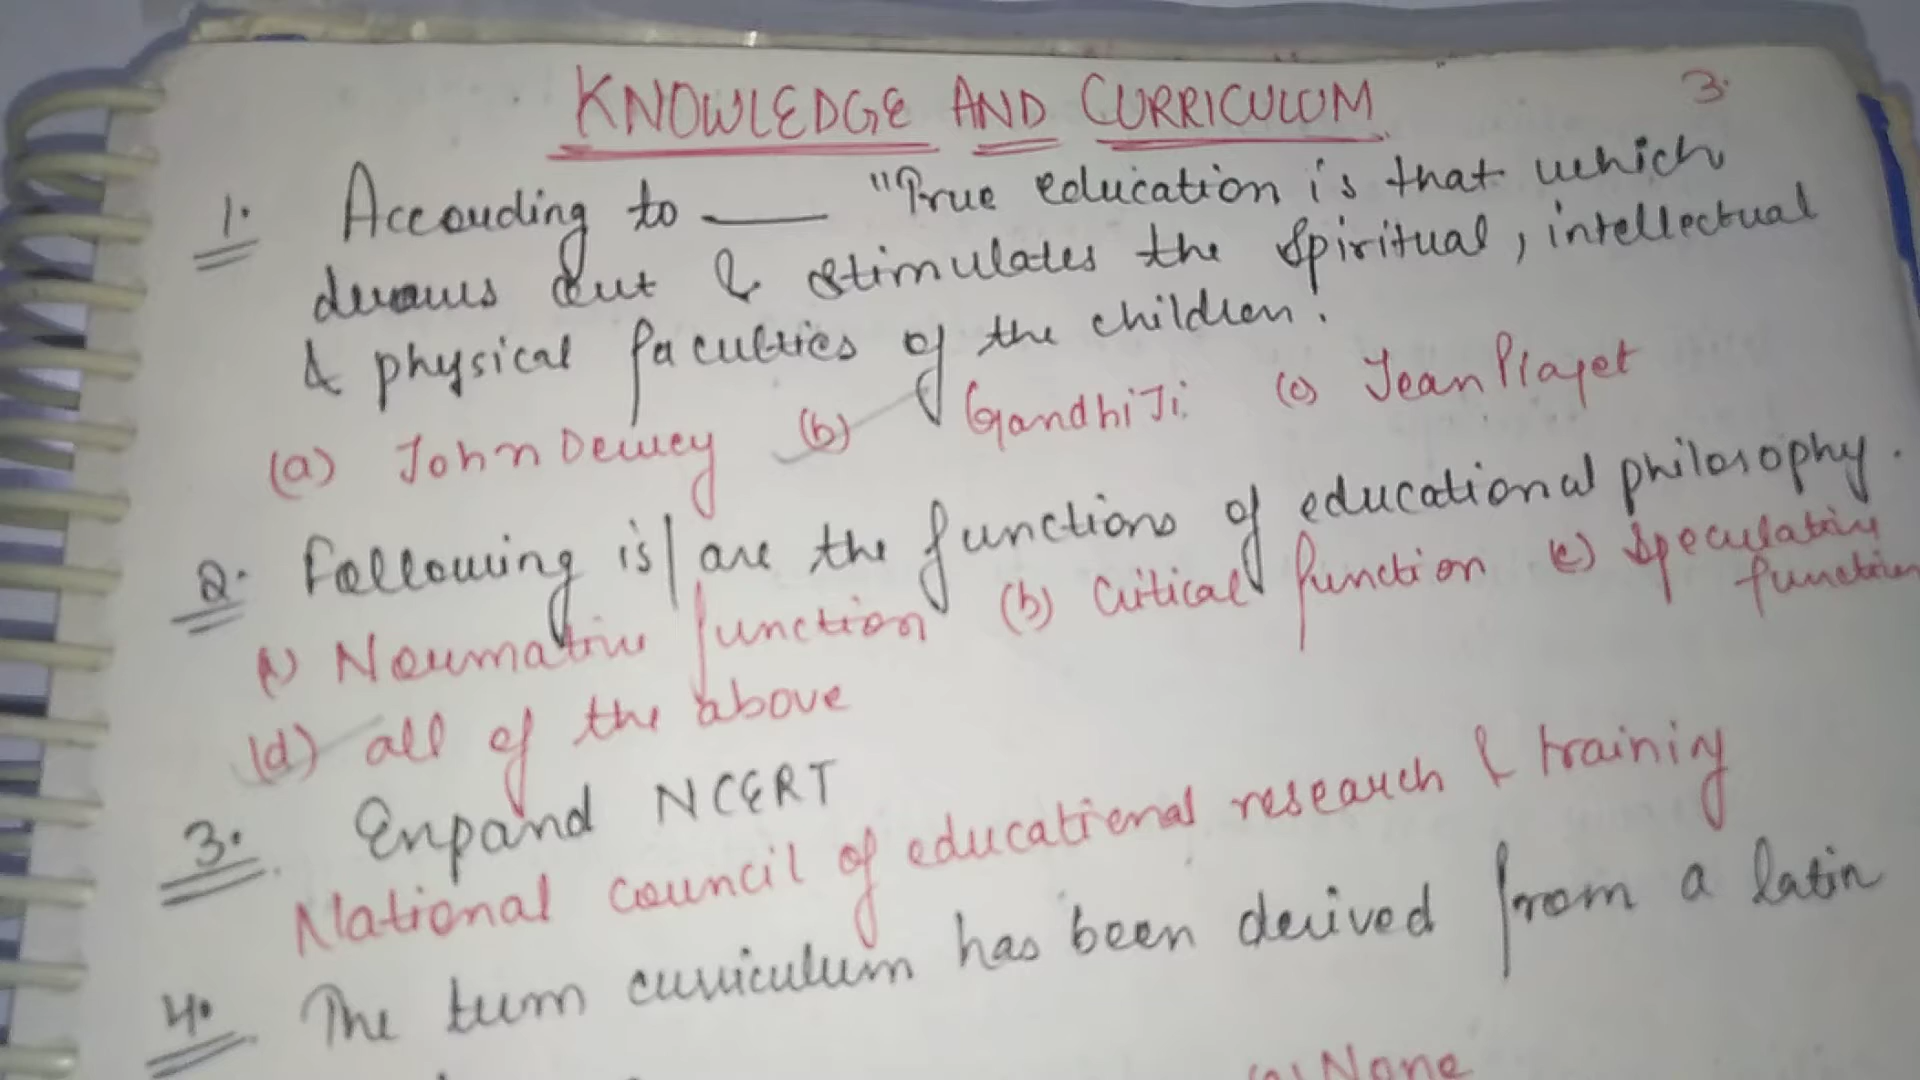 KNOWLEDGE AND CURRICULUM 3.
1. According to ___ "True education is that which
draws out & stimulates the spiritual, intellectual
& physical faculties of the children.
(a) John Dewey (b) GandhiJi (c) Jean Piajet
2. Following is/are the functions of educational philosophy.
(a) Normative function (b) Critical function (c) Speculative function
(d) all of the above
3. Expand NCERT
National council of educational research & training
4. The term curriculum has been derived from a latin
None